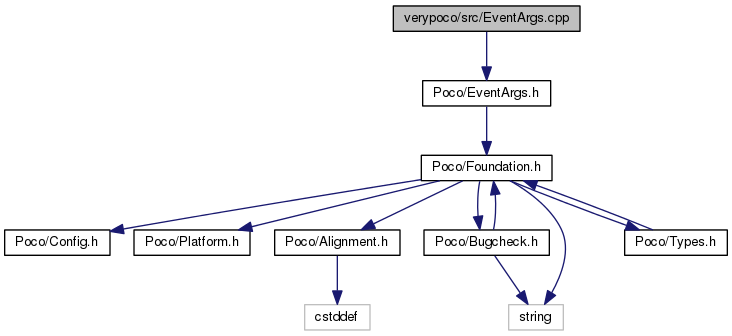 verypoco/src/EventArgs.cpp
Poco/EventArgs.h
Poco/Foundation.h
Poco/Config.h
Poco/Platform.h
Poco/Alignment.h
Poco/Bugcheck.h
Poco/Types.h
cstddef
string